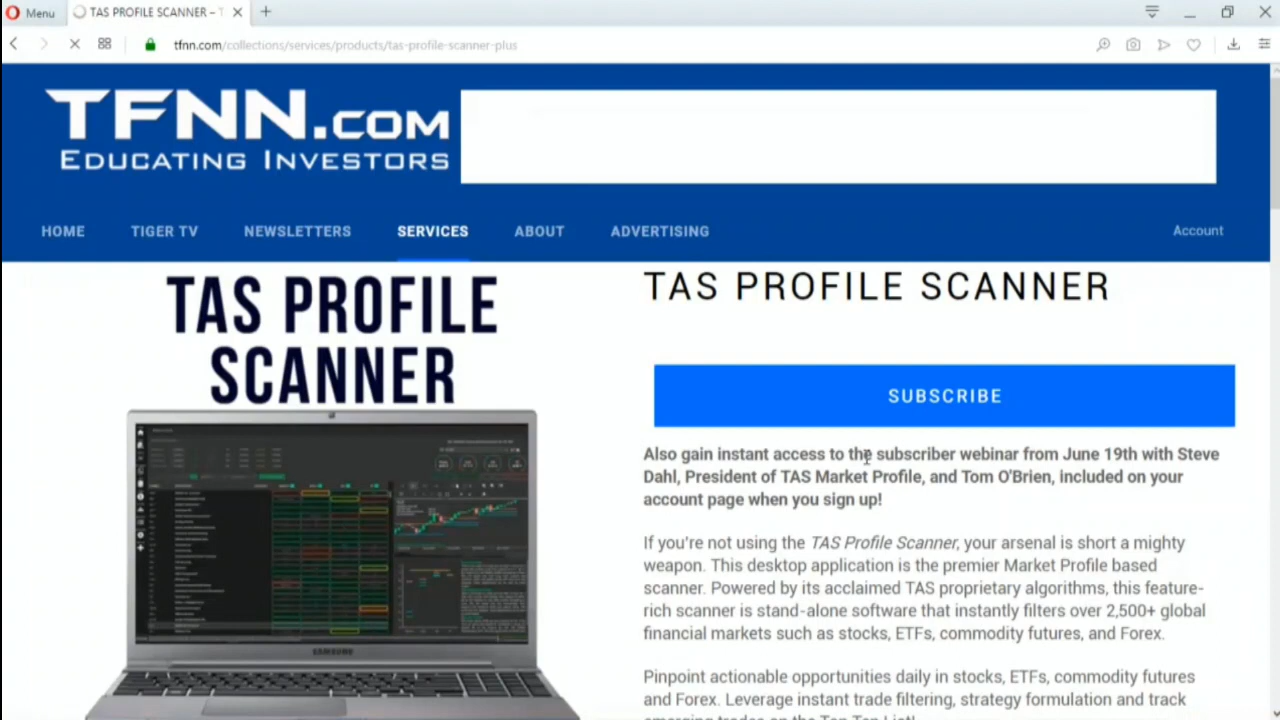 Menu
TAS PROFILE SCANNER – T
tfnn.com/collections/services/products/tas-profile-scanner-plus
TFNN.COM
EDUCATING INVESTORS
HOME TIGER TV NEWSLETTERS SERVICES ABOUT ADVERTISING Account
TAS PROFILE
SCANNER
SAMSUNG
TAS PROFILE SCANNER
SUBSCRIBE
Also gain instant access to the subscriber webinar from June 19th with Steve
Dahl, President of TAS Market Profile, and Tom O'Brien, included on your
account page when you sign up!
If you're not using the TAS Profile Scanner, your arsenal is short a mighty
weapon. This desktop application is the premier Market Profile based
scanner. Powered by its acclaimed TAS proprietary algorithms, this feature-
rich scanner is stand-alone software that instantly filters over 2,500+ global
financial markets such as stocks, ETFs, commodity futures, and Forex.
Pinpoint actionable opportunities daily in stocks, ETFs, commodity futures
and Forex. Leverage instant trade filtering, strategy formulation and track
emerging trades on the Top Ten List!